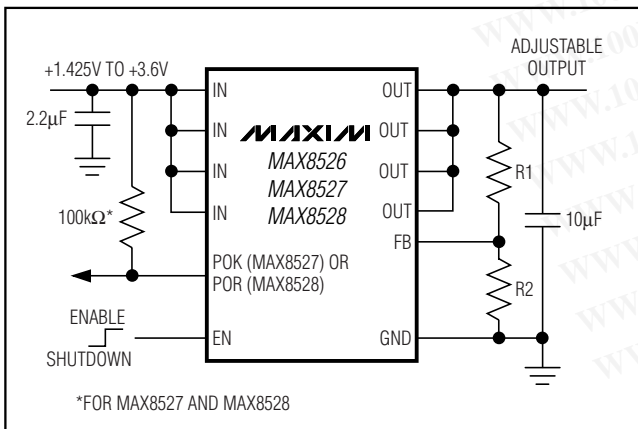 +1.425V TO +3.6V
ADJUSTABLE
OUTPUT
2.2µF
100kΩ*
IN
IN
IN
IN
MAXIM
MAX8526
MAX8527
MAX8528
OUT
OUT
OUT
OUT
FB
R1
R2
10µF
POK (MAX8527) OR
POR (MAX8528)
ENABLE
SHUTDOWN
EN
GND
*FOR MAX8527 AND MAX8528